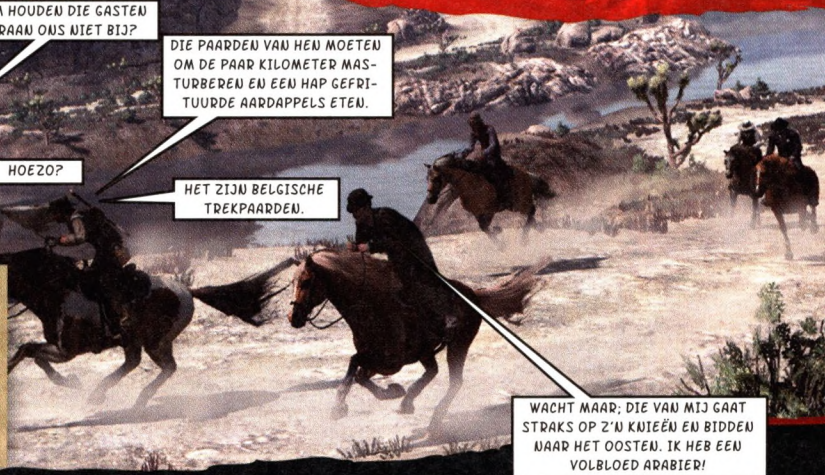 HOUDEN DIE GASTEN
RAAN ONS NIET BIJ?
DIE PAARDEN VAN HEN MOETEN
OM DE PAAR KILOMETER MAS-
TURBEREN EN EEN HAP GEFRI-
TUURDE AARDAPPELS ETEN.
HOEZO?
HET ZIJN BELGISCHE
TREKPAARDEN.
WACHT MAAR; DIE VAN MIJ GAAT
STRAKS OP Z'N KNIEËN EN BIDDEN
NAAR HET OOSTEN. IK HEB EEN
VOLBLOED ARABIER!